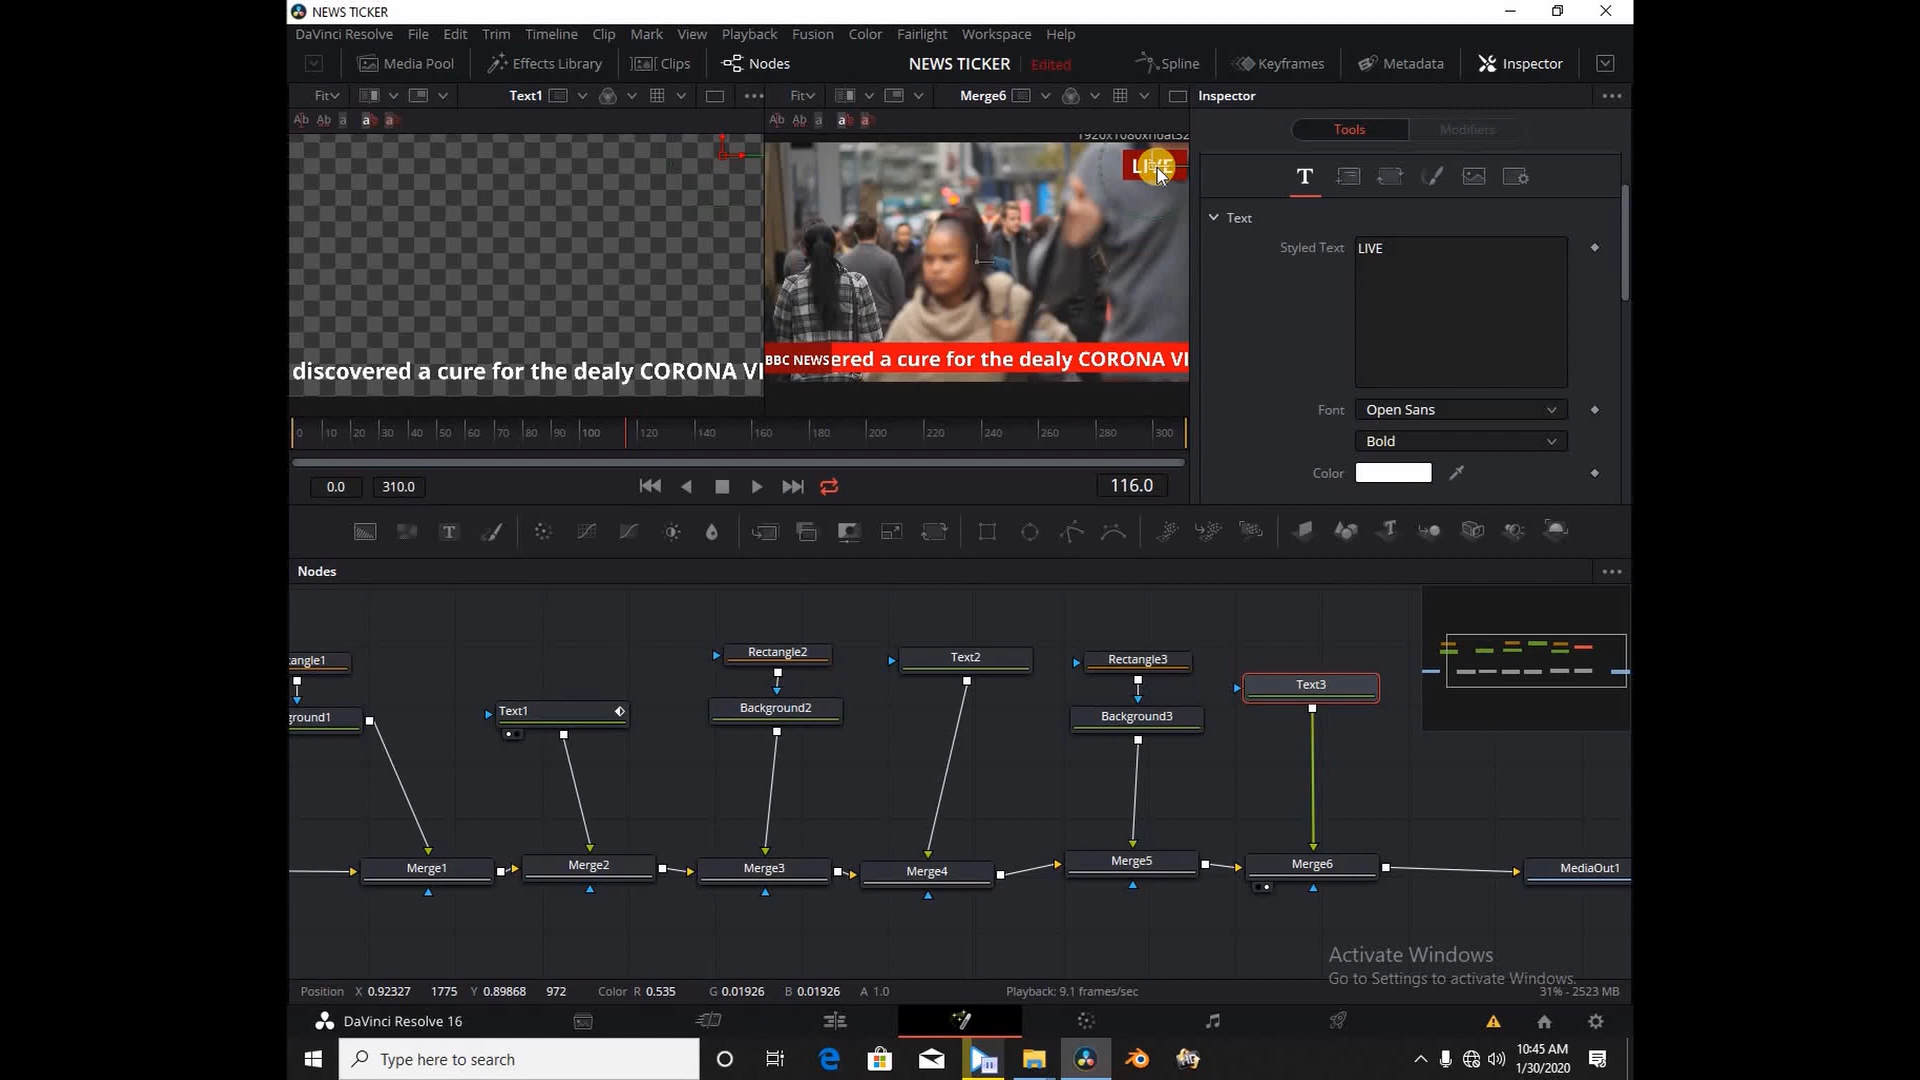 NEWS TICKER
DaVinci Resolve File Edit Trim Timeline Clip Mark View Playback Fusion Color Fairlight Workspace Help
Media Pool Effects Library Clips Nodes NEWS TICKER Edited Spline Keyframes Metadata Inspector
Fit Text1 Fit Merge6 Inspector
Tools Modifiers
LIVE
Text
Styled Text LIVE
discovered a cure for the dealy CORONA VI
BBC NEWS ered a cure for the dealy CORONA VI
Font Open Sans
Bold
Color
0 10 20 30 40 50 60 70 80 90 100 120 140 160 180 200 220 240 260 280 300
0.0 310.0 116.0
Nodes
tangle1 Rectangle2 Text2 Rectangle3 Text3
ground1 Text1 Background2 Background3
Merge1 Merge2 Merge3 Merge4 Merge5 Merge6 MediaOut1
Activate Windows
Go to Settings to activate Windows.
Position X 0.92327 1775 Y 0.89868 972 Color R 0.535 G 0.01926 B 0.01926 A 1.0 Playback: 9.1 frames/sec 31% - 2523 MB
DaVinci Resolve 16
Type here to search
10:45 AM
1/30/2020